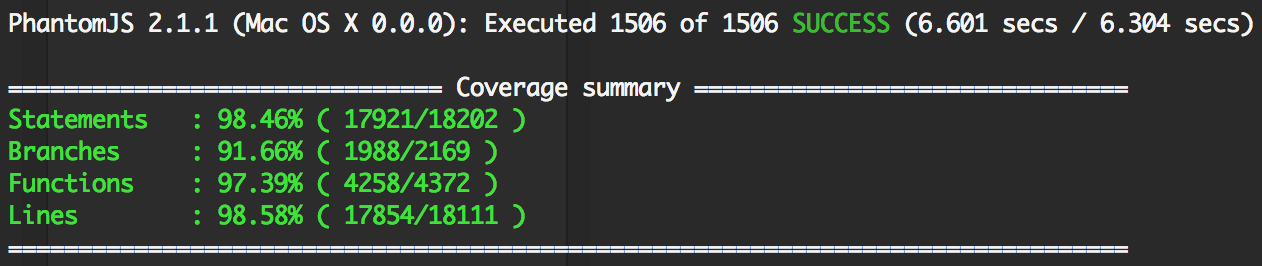 PhantomJS 2.1.1 (Mac OS X 0.0.0): Executed 1506 of 1506 SUCCESS (6.601 secs / 6.304 secs)
=============================== Coverage summary ===============================
Statements   : 98.46% ( 17921/18202 )
Branches     : 91.66% ( 1988/2169 )
Functions    : 97.39% ( 4258/4372 )
Lines        : 98.58% ( 17854/18111 )
================================================================================